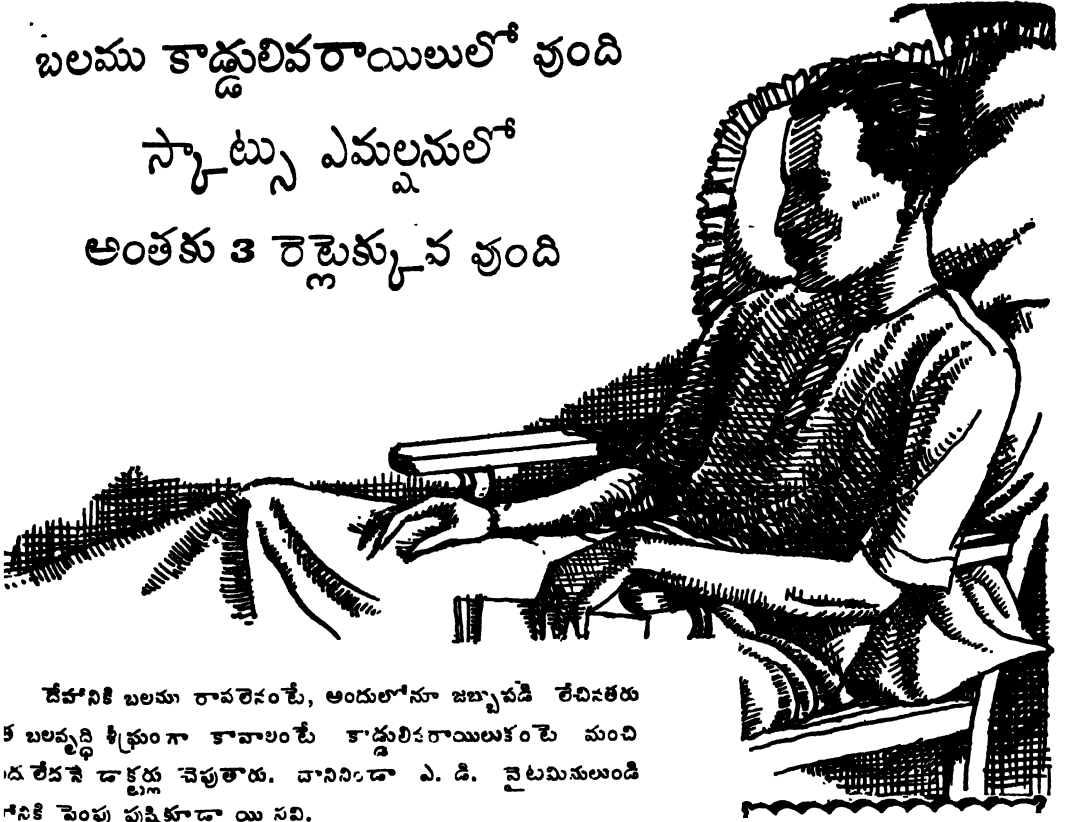 బలము కాడ్డులివరాయిలులో వుంది
స్కాట్సు ఎమల్షనులో
అంతకు 3 రెట్లెక్కువ వుంది
దేహానికి బలము రావలెనంటే, అందులోనూ జబ్బుపడి లేచినతరు
బలవృద్ధి శీఘ్రంగా కావాలంటే కాడ్డులివరాయిలుకంటె మంచి
లేదనే డాక్టర్లు చెపుతారు. దానినిండా ఎ. డి. వైటమినులుండి
పెంపు పుష్టికూడా